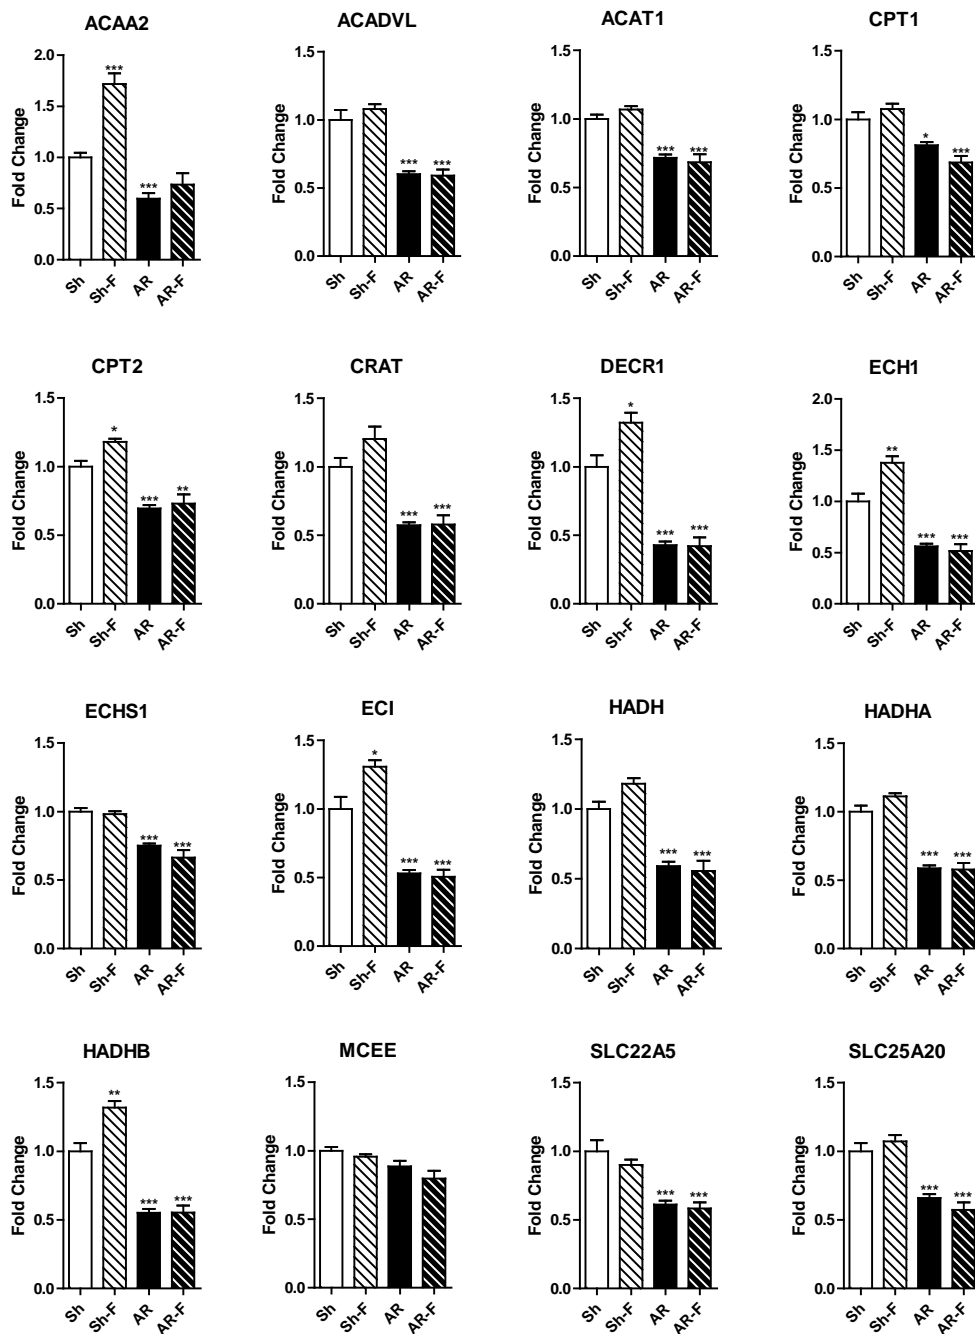 ACAA2 ACADVL ACAT1 CPT1
Fold Change 2.0 1.5 1.0 0.5 0.0 *** *** Sh Sh-F AR AR-F
Fold Change 1.5 1.0 0.5 0.0 *** *** Sh Sh-F AR AR-F
Fold Change 1.5 1.0 0.5 0.0 *** *** Sh Sh-F AR AR-F
Fold Change 1.5 1.0 0.5 0.0 * *** Sh Sh-F AR AR-F
CPT2 CRAT DECR1 ECH1
Fold Change 1.5 1.0 0.5 0.0 * *** ** Sh Sh-F AR AR-F
Fold Change 1.5 1.0 0.5 0.0 *** *** Sh Sh-F AR AR-F
Fold Change 1.5 1.0 0.5 0.0 * *** *** Sh Sh-F AR AR-F
Fold Change 2.0 1.5 1.0 0.5 0.0 ** *** *** Sh Sh-F AR AR-F
ECHS1 ECI HADH HADHA
Fold Change 1.5 1.0 0.5 0.0 *** *** Sh Sh-F AR AR-F
Fold Change 1.5 1.0 0.5 0.0 * *** *** Sh Sh-F AR AR-F
Fold Change 1.5 1.0 0.5 0.0 *** *** Sh Sh-F AR AR-F
Fold Change 1.5 1.0 0.5 0.0 *** *** Sh Sh-F AR AR-F
HADHB MCEE SLC22A5 SLC25A20
Fold Change 1.5 1.0 0.5 0.0 ** *** *** Sh Sh-F AR AR-F
Fold Change 1.5 1.0 0.5 0.0 Sh Sh-F AR AR-F
Fold Change 1.5 1.0 0.5 0.0 *** *** Sh Sh-F AR AR-F
Fold Change 1.5 1.0 0.5 0.0 *** *** Sh Sh-F AR AR-F